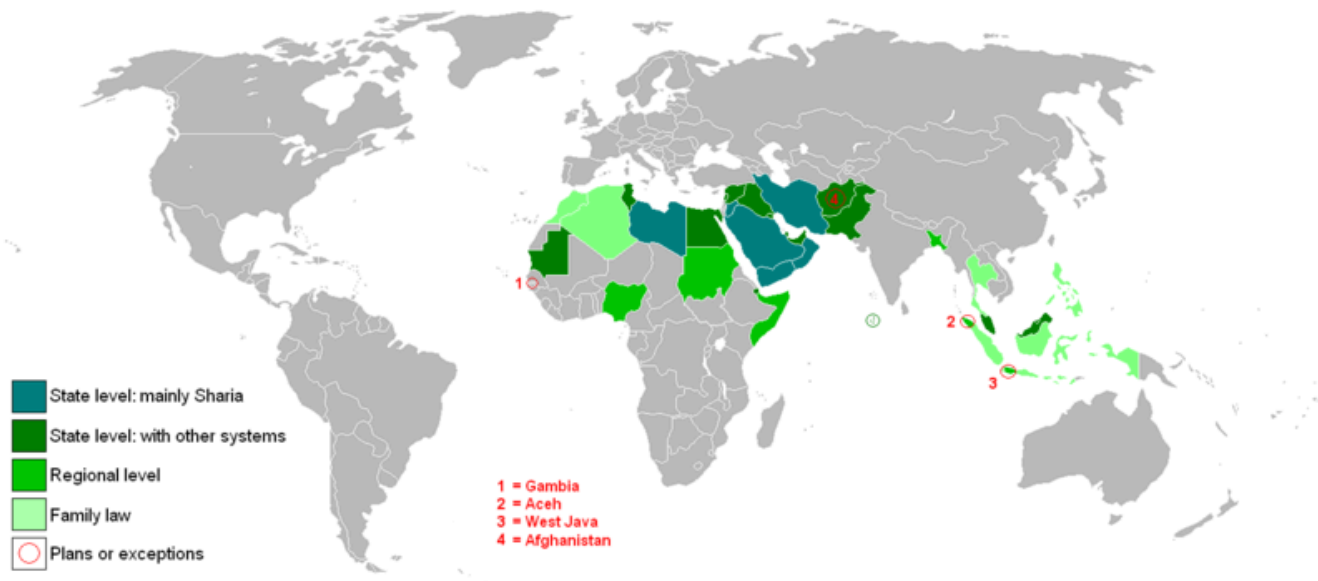 1
4
2
3
State level: mainly Sharia
State level: with other systems
Regional level
Family law
Plans or exceptions
1 = Gambia
2 = Aceh
3 = West Java
4 = Afghanistan